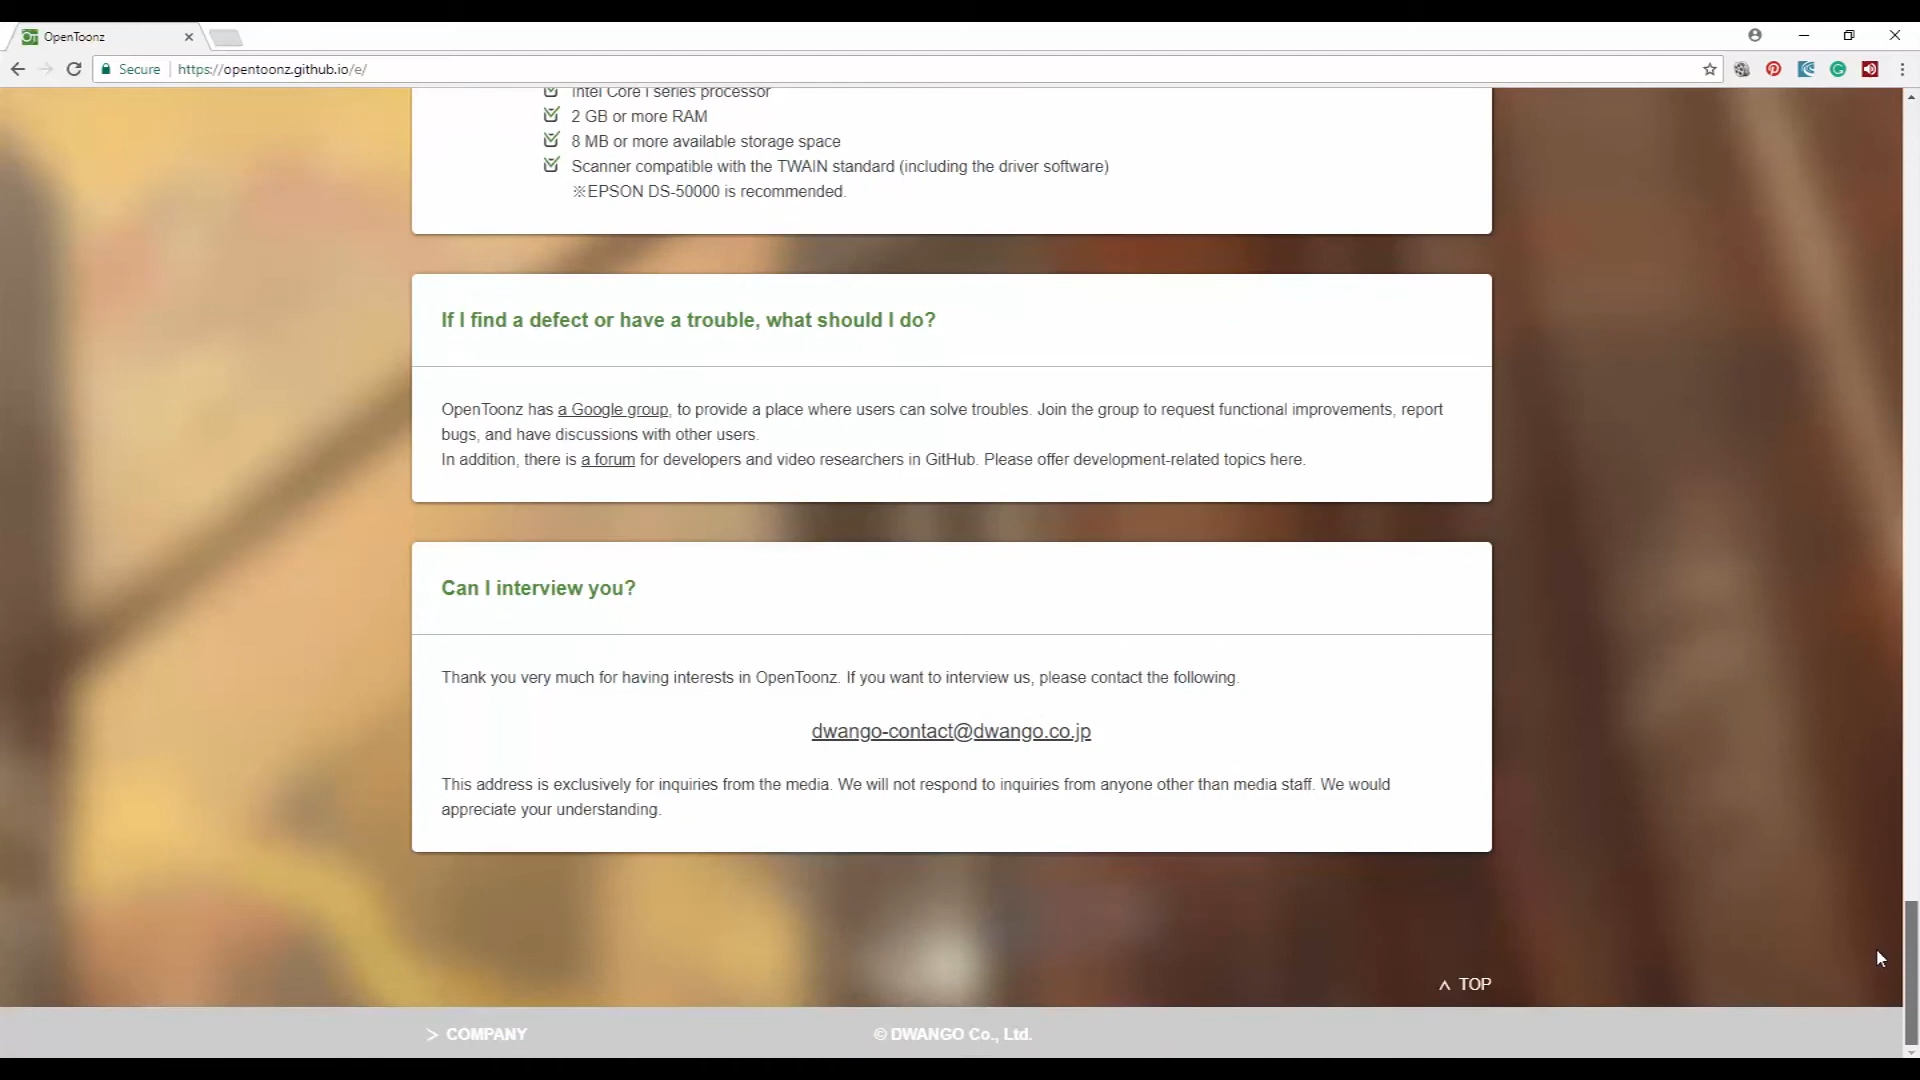 OpenToonz
Secure
https://opentoonz.github.io/e/
Intel Core i series processor
2 GB or more RAM
8 MB or more available storage space
Scanner compatible with the TWAIN standard (including the driver software)
※EPSON DS-50000 is recommended.
If I find a defect or have a trouble, what should I do?
OpenToonz has a Google group, to provide a place where users can solve troubles. Join the group to request functional improvements, report
bugs, and have discussions with other users.
In addition, there is a forum for developers and video researchers in GitHub. Please offer development-related topics here.
Can I interview you?
Thank you very much for having interests in OpenToonz. If you want to interview us, please contact the following.
dwango-contact@dwango.co.jp
This address is exclusively for inquiries from the media. We will not respond to inquiries from anyone other than media staff. We would
appreciate your understanding.
TOP
COMPANY
© DWANGO Co., Ltd.